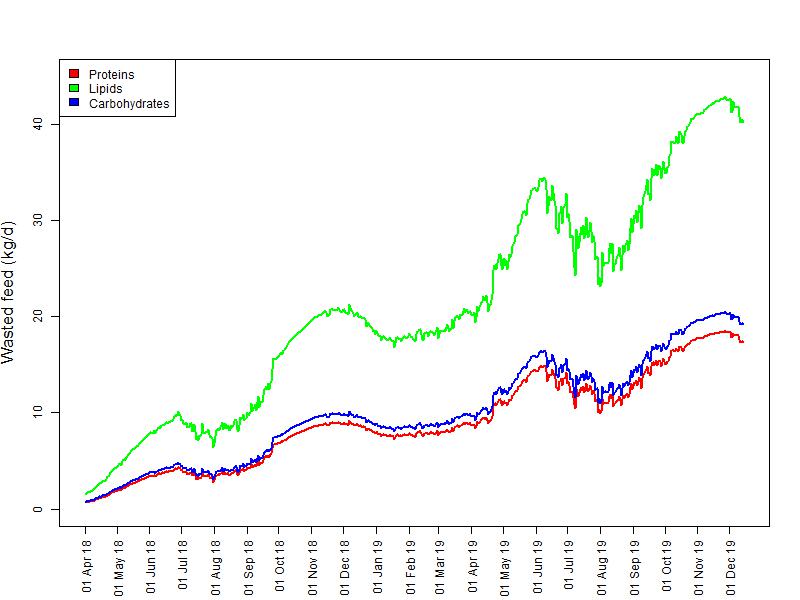 Proteins
Lipids
Carbohydrates
Wasted feed (kg/d)
40
30
20
10
0
01 Apr 18
01 May 18
01 Jun 18
01 Jul 18
01 Aug 18
01 Sep 18
01 Oct 18
01 Nov 18
01 Dec 18
01 Jan 19
01 Feb 19
01 Mar 19
01 Apr 19
01 May 19
01 Jun 19
01 Jul 19
01 Aug 19
01 Sep 19
01 Oct 19
01 Nov 19
01 Dec 19